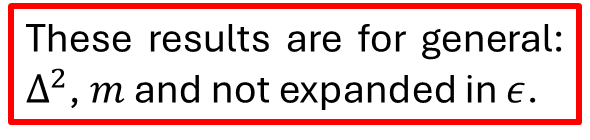 These results are for general:
Δ², 𝑚 and not expanded in 𝜖.